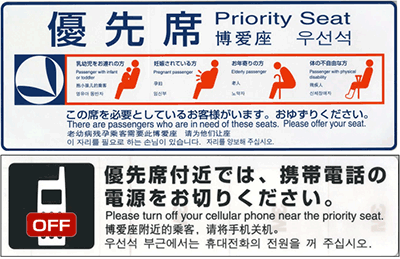 優先席 Priority Seat
博爱座 우선석
乳幼児をお連れの方
Passenger with infant or toddler
抱小孩儿的乘客
영유아 동반자
妊娠されている方
Pregnant passenger
孕妇
임산부
お年寄りの方
Elderly passenger
老人
노약자
体の不自由な方
Passenger with physical disability
残疾人
신체장애자
この席を必要としているお客様がいます。おゆずりください。
There are passengers who are in need of these seats. Please offer your seat.
老幼病残孕乘客需要此博爱座 请为他们让座
이 자리를 필요로 하는 손님이 있습니다. 자리를 양보해 주십시오.
OFF
優先席付近では、携帯電話の
電源をお切りください。
Please turn off your cellular phone near the priority seat.
博爱座附近的乘客，请将手机关机。
우선석 부근에서는 휴대전화의 전원을 꺼 주십시오.